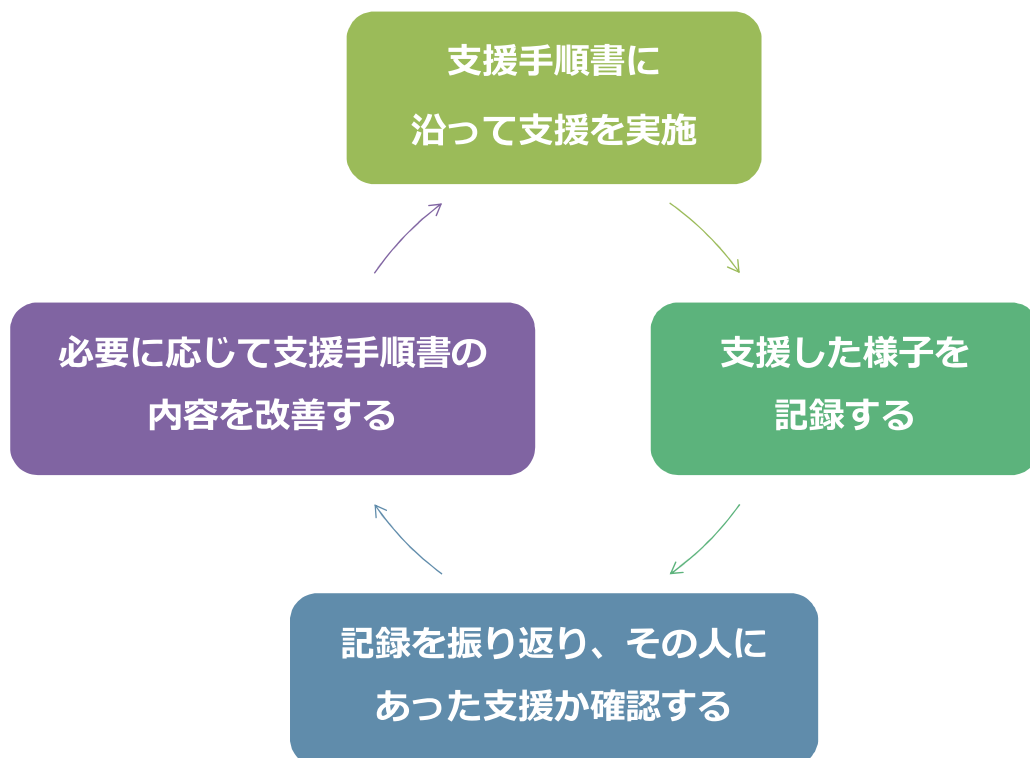 支援手順書に
沿って支援を実施
支援した様子を
記録する
記録を振り返り、その人に
あった支援か確認する
必要に応じて支援手順書の
内容を改善する